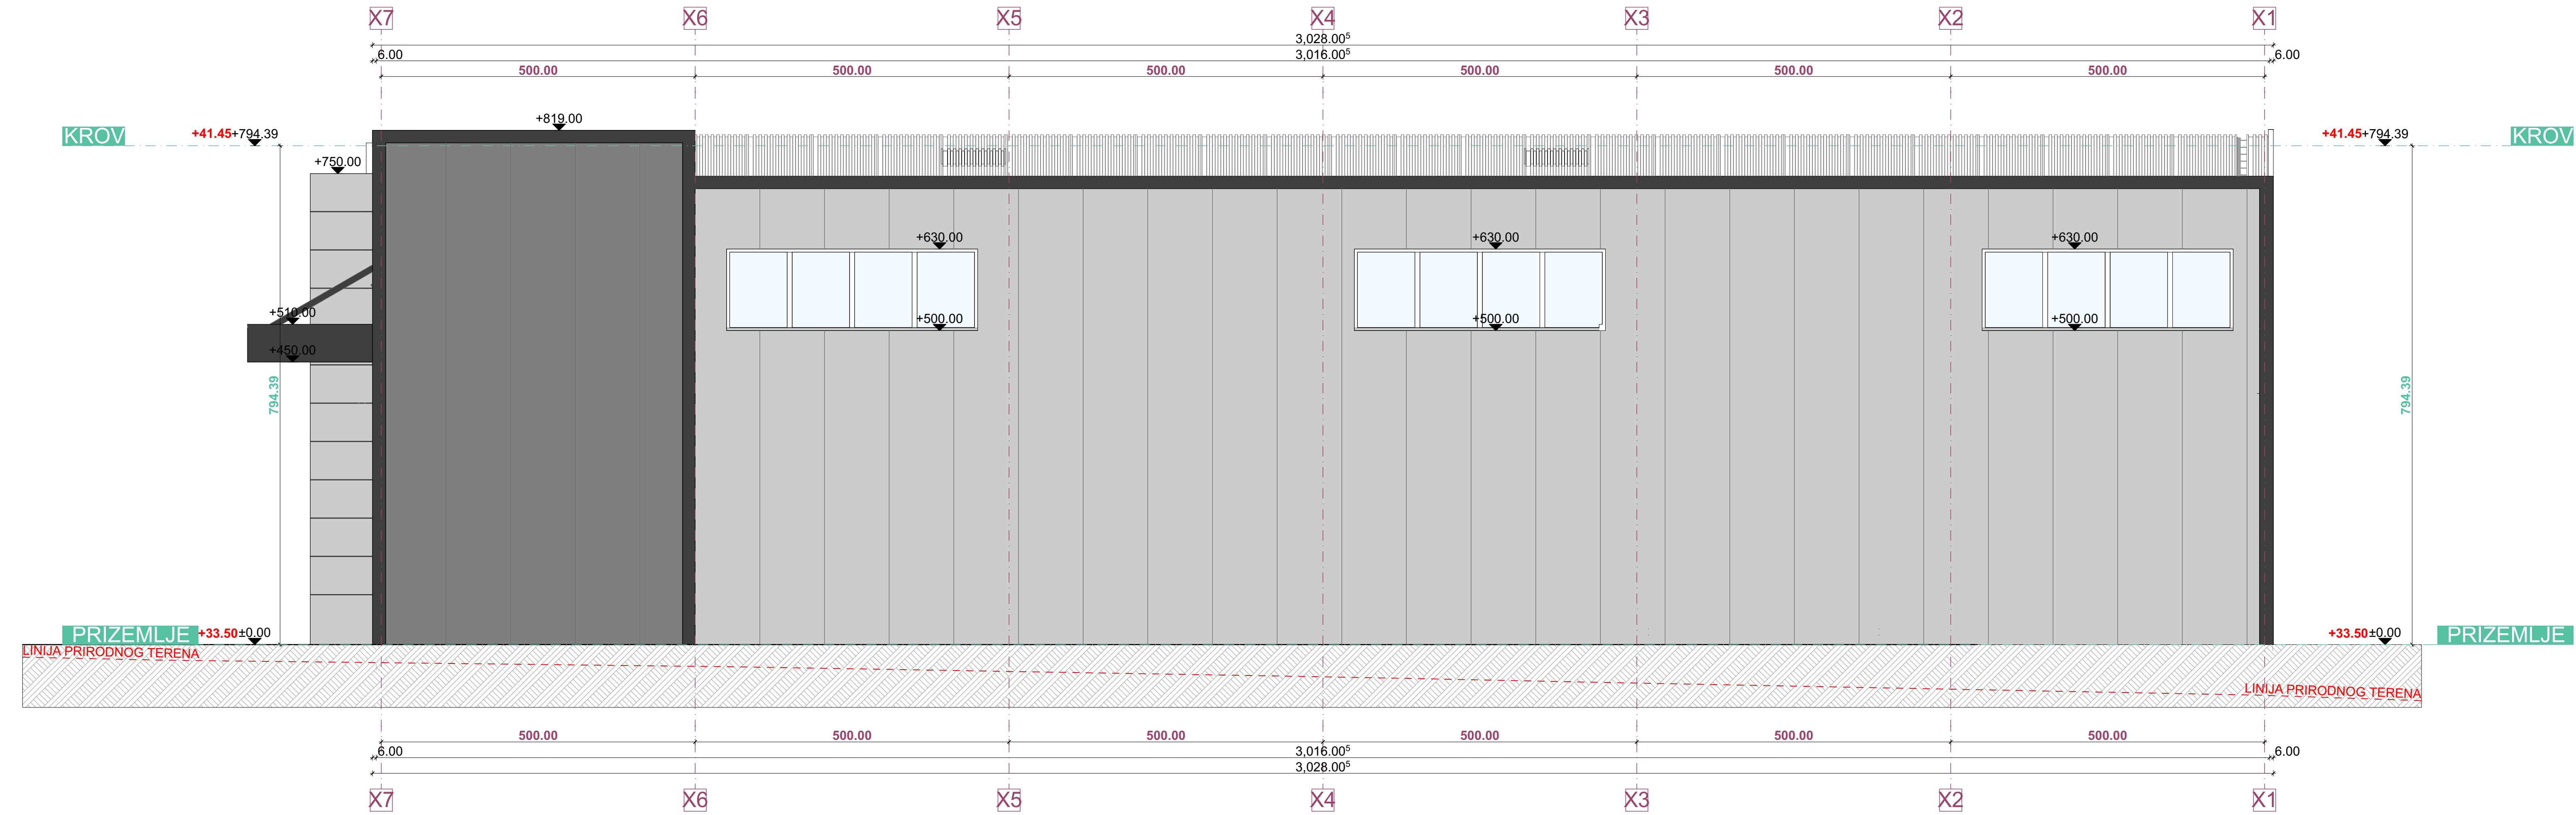 X7 X6 X5 X4 X3 X2 X1
3,028.00⁵
6.00 3,016.00⁵ 6.00
500.00 500.00 500.00 500.00 500.00 500.00
+819.00
KROV +41.45 +794.39 +41.45 +794.39 KROV
+750.00
+630.00 +630.00 +630.00
+510.00 +500.00 +500.00 +500.00
+450.00
794.39 794.39
PRIZEMLJE +33.50 ±0.00 +33.50 ±0.00 PRIZEMLJE
LINIJA PRIRODNOG TERENA
LINIJA PRIRODNOG TERENA
500.00 500.00 500.00 500.00 500.00 500.00
6.00 3,016.00⁵ 6.00
3,028.00⁵
X7 X6 X5 X4 X3 X2 X1